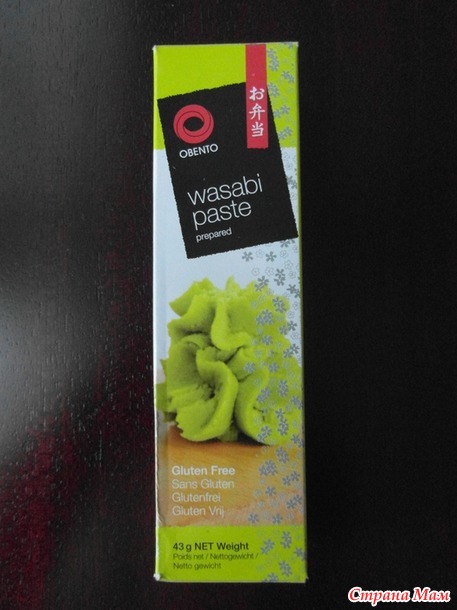 お弁当
OBENTO
wasabi
paste
prepared
Gluten Free
Sans Gluten
Glutenfrei
Gluten Vrij
43 g NET Weight
Poids net / Nettogewicht /
Netto gewicht
Страна Мам